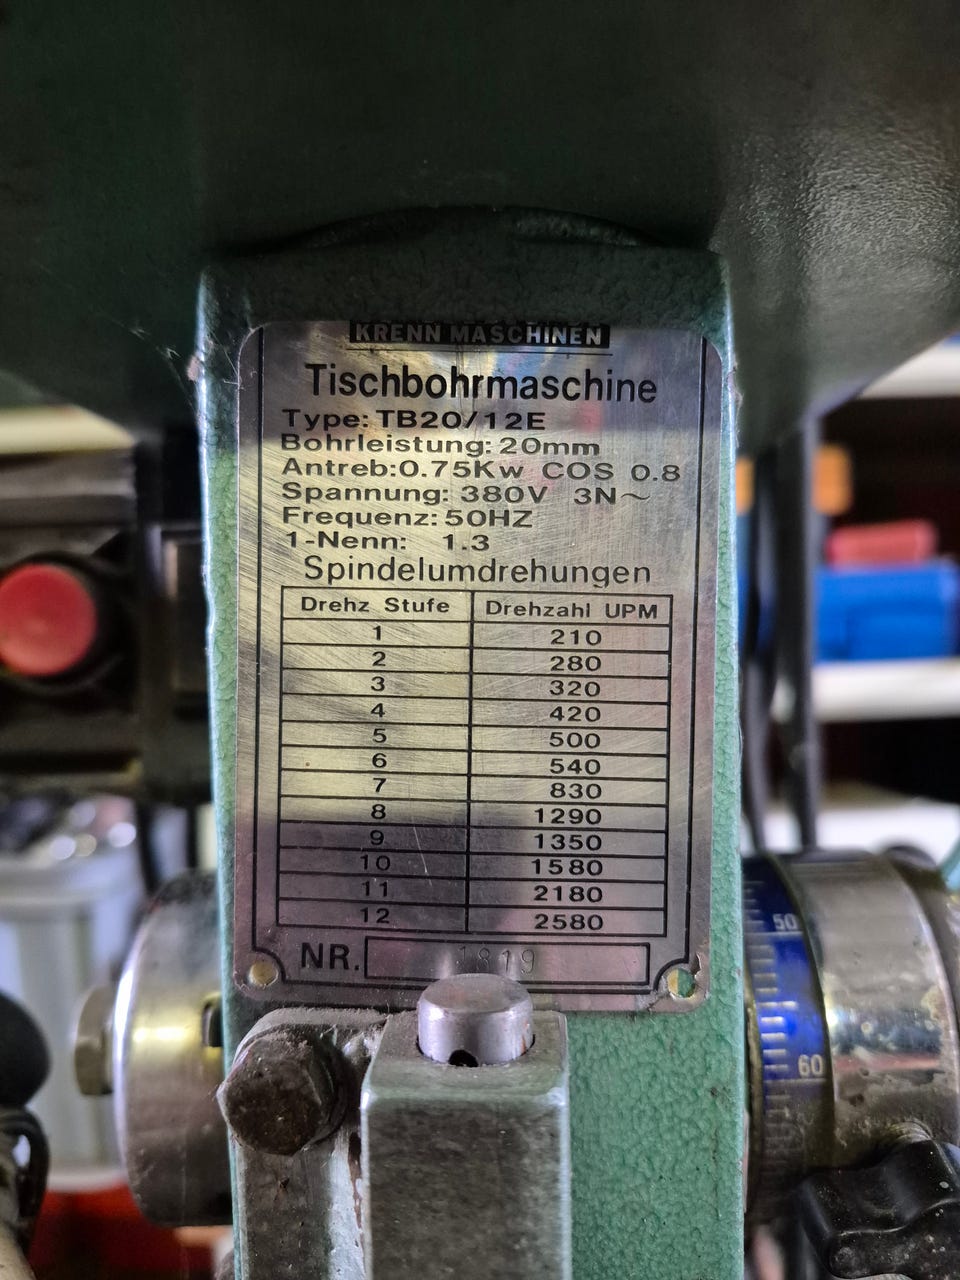 KRENN MASCHINEN
Tischbohrmaschine
Type: TB20/12E
Bohrleistung: 20mm
Antreb:0.75Kw COS 0.8
Spannung: 380V 3N~
Frequenz: 50HZ
1-Nenn: 1.3
Spindelumdrehungen
Drehz Stufe Drehzahl UPM
1 210
2 280
3 320
4 420
5 500
6 540
7 830
8 1290
9 1350
10 1580
11 2180
12 2580
NR. 1819
50
60